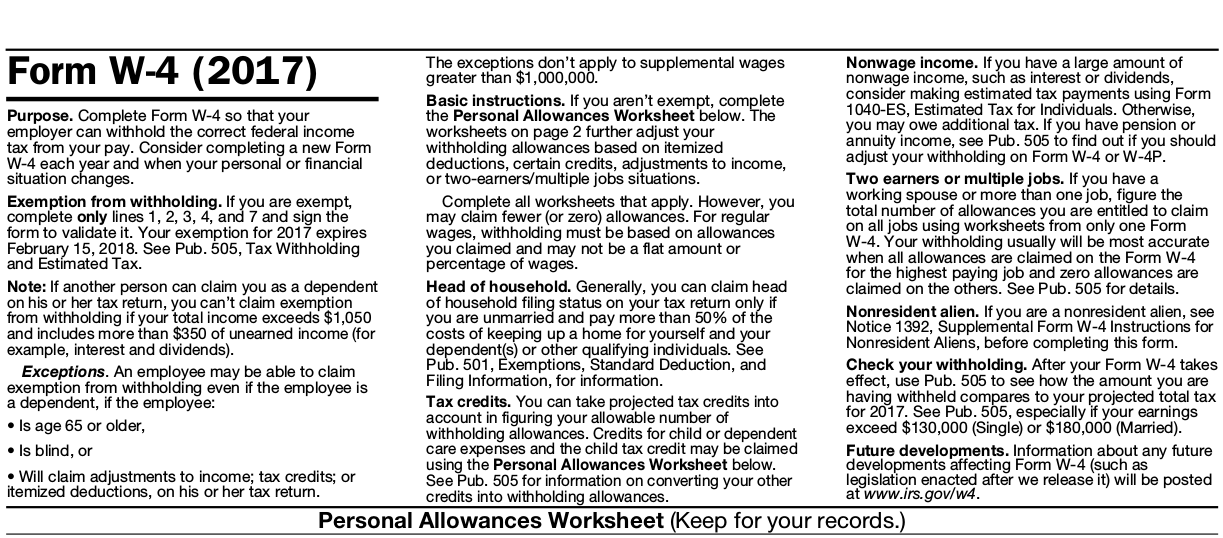 Form W-4 (2017)
Purpose. Complete Form W-4 so that your
employer can withhold the correct federal income
tax from your pay. Consider completing a new Form
W-4 each year and when your personal or financial
situation changes.
Exemption from withholding. If you are exempt,
complete only lines 1, 2, 3, 4, and 7 and sign the
form to validate it. Your exemption for 2017 expires
February 15, 2018. See Pub. 505, Tax Withholding
and Estimated Tax.
Note: If another person can claim you as a dependent
on his or her tax return, you can't claim exemption
from withholding if your total income exceeds $1,050
and includes more than $350 of unearned income (for
example, interest and dividends).
Exceptions. An employee may be able to claim
exemption from withholding even if the employee is
a dependent, if the employee:
• Is age 65 or older,
• Is blind, or
• Will claim adjustments to income; tax credits; or
itemized deductions, on his or her tax return.
The exceptions don't apply to supplemental wages
greater than $1,000,000.
Basic instructions. If you aren't exempt, complete
the Personal Allowances Worksheet below. The
worksheets on page 2 further adjust your
withholding allowances based on itemized
deductions, certain credits, adjustments to income,
or two-earners/multiple jobs situations.
Complete all worksheets that apply. However, you
may claim fewer (or zero) allowances. For regular
wages, withholding must be based on allowances
you claimed and may not be a flat amount or
percentage of wages.
Head of household. Generally, you can claim head
of household filing status on your tax return only if
you are unmarried and pay more than 50% of the
costs of keeping up a home for yourself and your
dependent(s) or other qualifying individuals. See
Pub. 501, Exemptions, Standard Deduction, and
Filing Information, for information.
Tax credits. You can take projected tax credits into
account in figuring your allowable number of
withholding allowances. Credits for child or dependent
care expenses and the child tax credit may be claimed
using the Personal Allowances Worksheet below.
See Pub. 505 for information on converting your other
credits into withholding allowances.
Nonwage income. If you have a large amount of
nonwage income, such as interest or dividends,
consider making estimated tax payments using Form
1040-ES, Estimated Tax for Individuals. Otherwise,
you may owe additional tax. If you have pension or
annuity income, see Pub. 505 to find out if you should
adjust your withholding on Form W-4 or W-4P.
Two earners or multiple jobs. If you have a
working spouse or more than one job, figure the
total number of allowances you are entitled to claim
on all jobs using worksheets from only one Form
W-4. Your withholding usually will be most accurate
when all allowances are claimed on the Form W-4
for the highest paying job and zero allowances are
claimed on the others. See Pub. 505 for details.
Nonresident alien. If you are a nonresident alien, see
Notice 1392, Supplemental Form W-4 Instructions for
Nonresident Aliens, before completing this form.
Check your withholding. After your Form W-4 takes
effect, use Pub. 505 to see how the amount you are
having withheld compares to your projected total tax
for 2017. See Pub. 505, especially if your earnings
exceed $130,000 (Single) or $180,000 (Married).
Future developments. Information about any future
developments affecting Form W-4 (such as
legislation enacted after we release it) will be posted
at www.irs.gov/w4.
Personal Allowances Worksheet (Keep for your records.)